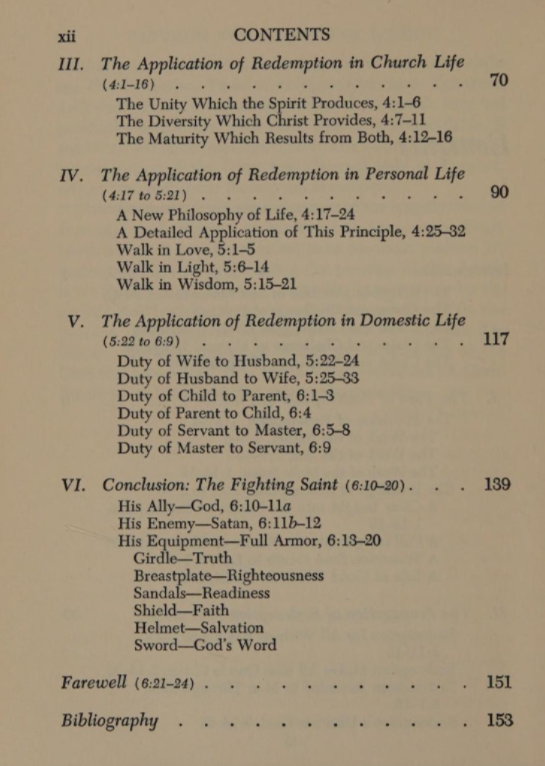 xii CONTENTS
III. The Application of Redemption in Church Life
(4:1–16) . . . . . . . . . . . . 70
The Unity Which the Spirit Produces, 4:1–6
The Diversity Which Christ Provides, 4:7–11
The Maturity Which Results from Both, 4:12–16
IV. The Application of Redemption in Personal Life
(4:17 to 5:21) . . . . . . . . . . . 90
A New Philosophy of Life, 4:17–24
A Detailed Application of This Principle, 4:25–32
Walk in Love, 5:1–5
Walk in Light, 5:6–14
Walk in Wisdom, 5:15–21
V. The Application of Redemption in Domestic Life
(5:22 to 6:9) . . . . . . . . . . . 117
Duty of Wife to Husband, 5:22–24
Duty of Husband to Wife, 5:25–33
Duty of Child to Parent, 6:1–3
Duty of Parent to Child, 6:4
Duty of Servant to Master, 6:5–8
Duty of Master to Servant, 6:9
VI. Conclusion: The Fighting Saint (6:10–20) . . . 139
His Ally—God, 6:10–11a
His Enemy—Satan, 6:11b–12
His Equipment—Full Armor, 6:13–20
Girdle—Truth
Breastplate—Righteousness
Sandals—Readiness
Shield—Faith
Helmet—Salvation
Sword—God's Word
Farewell (6:21–24) . . . . . . . . . . . 151
Bibliography . . . . . . . . . . . . 153